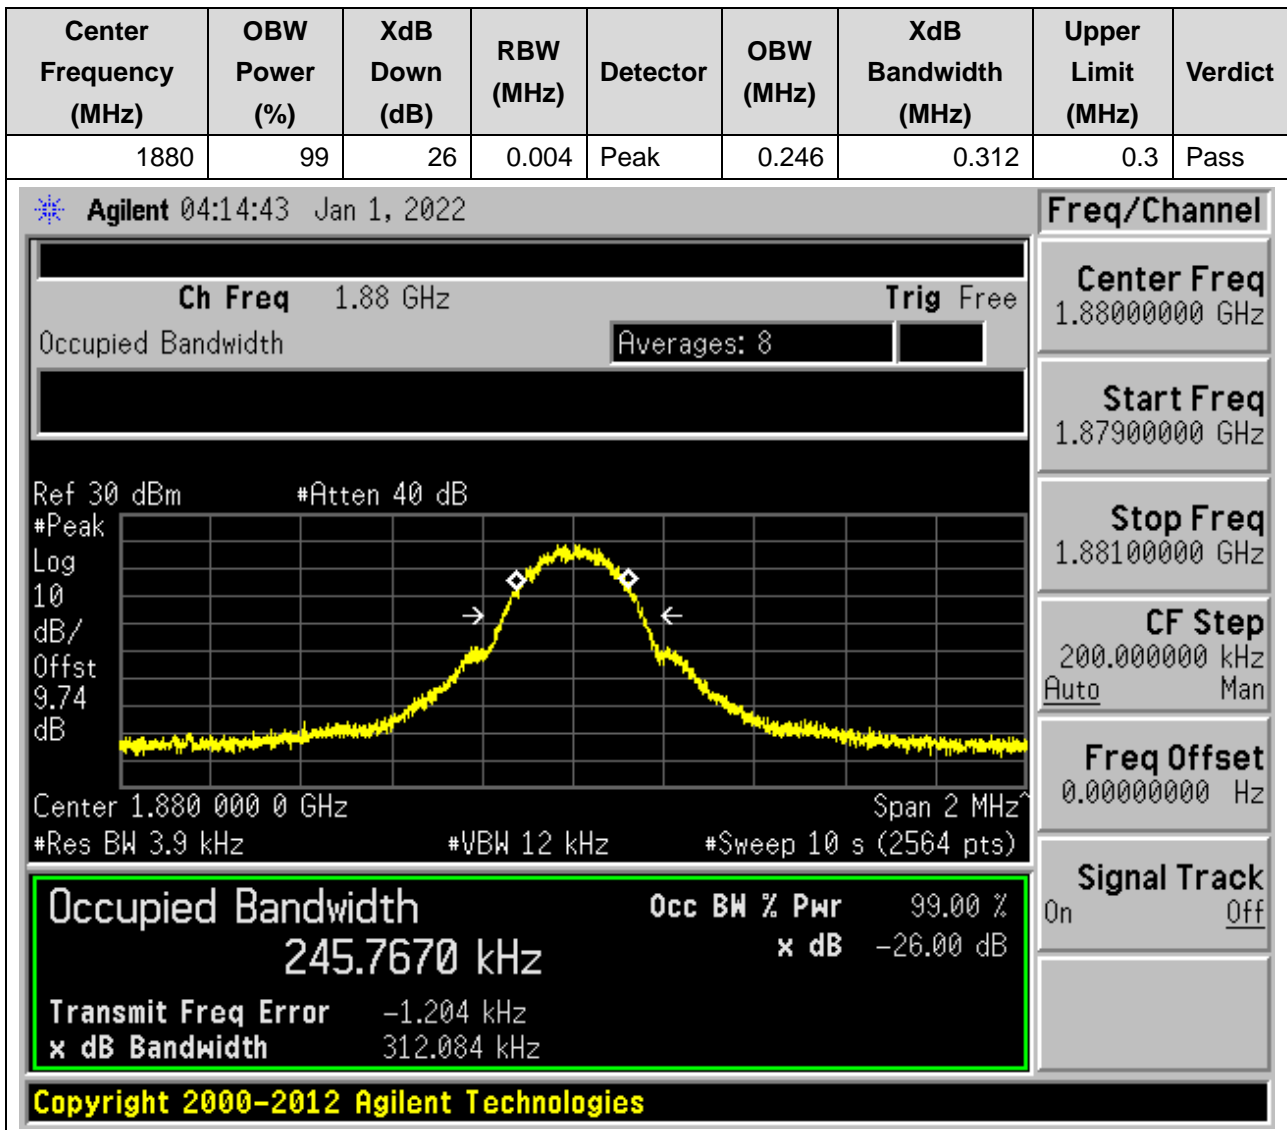 Center Frequency (MHz) OBW Power (%) XdB Down (dB) RBW (MHz) Detector OBW (MHz) XdB Bandwidth (MHz) Upper Limit (MHz) Verdict
1880 99 26 0.004 Peak 0.246 0.312 0.3 Pass
Agilent 04:14:43 Jan 1, 2022
Freq/Channel
Ch Freq 1.88 GHz Trig Free
Occupied Bandwidth Averages: 8
Center Freq
1.88000000 GHz
Start Freq
1.87900000 GHz
Stop Freq
1.88100000 GHz
CF Step
200.000000 kHz
Auto Man
Freq Offset
0.00000000 Hz
Signal Track
On Off
Ref 30 dBm #Atten 40 dB
#Peak
Log
10
dB/
Offst
9.74
dB
Center 1.880 000 0 GHz Span 2 MHz^
#Res BW 3.9 kHz #VBW 12 kHz #Sweep 10 s (2564 pts)
Occupied Bandwidth Occ BW % Pwr 99.00 %
245.7670 kHz x dB -26.00 dB
Transmit Freq Error -1.204 kHz
x dB Bandwidth 312.084 kHz
Copyright 2000-2012 Agilent Technologies